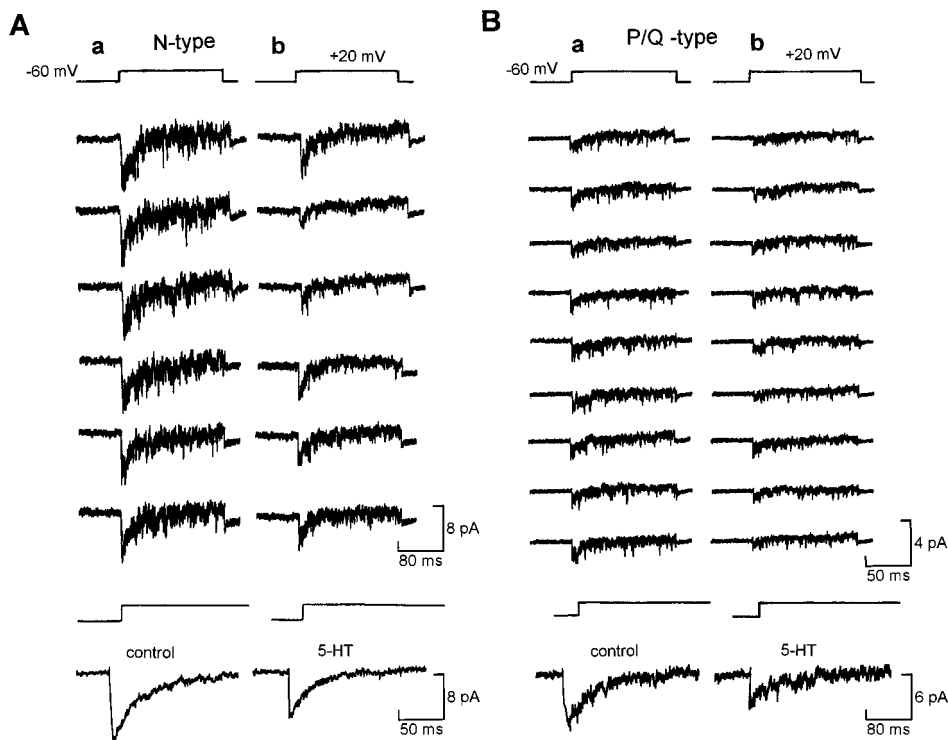 A
a N-type b
-60 mV +20 mV
8 pA
80 ms
control 5-HT
8 pA
50 ms
B
a P/Q -type b
-60 mV +20 mV
4 pA
50 ms
control 5-HT
6 pA
80 ms